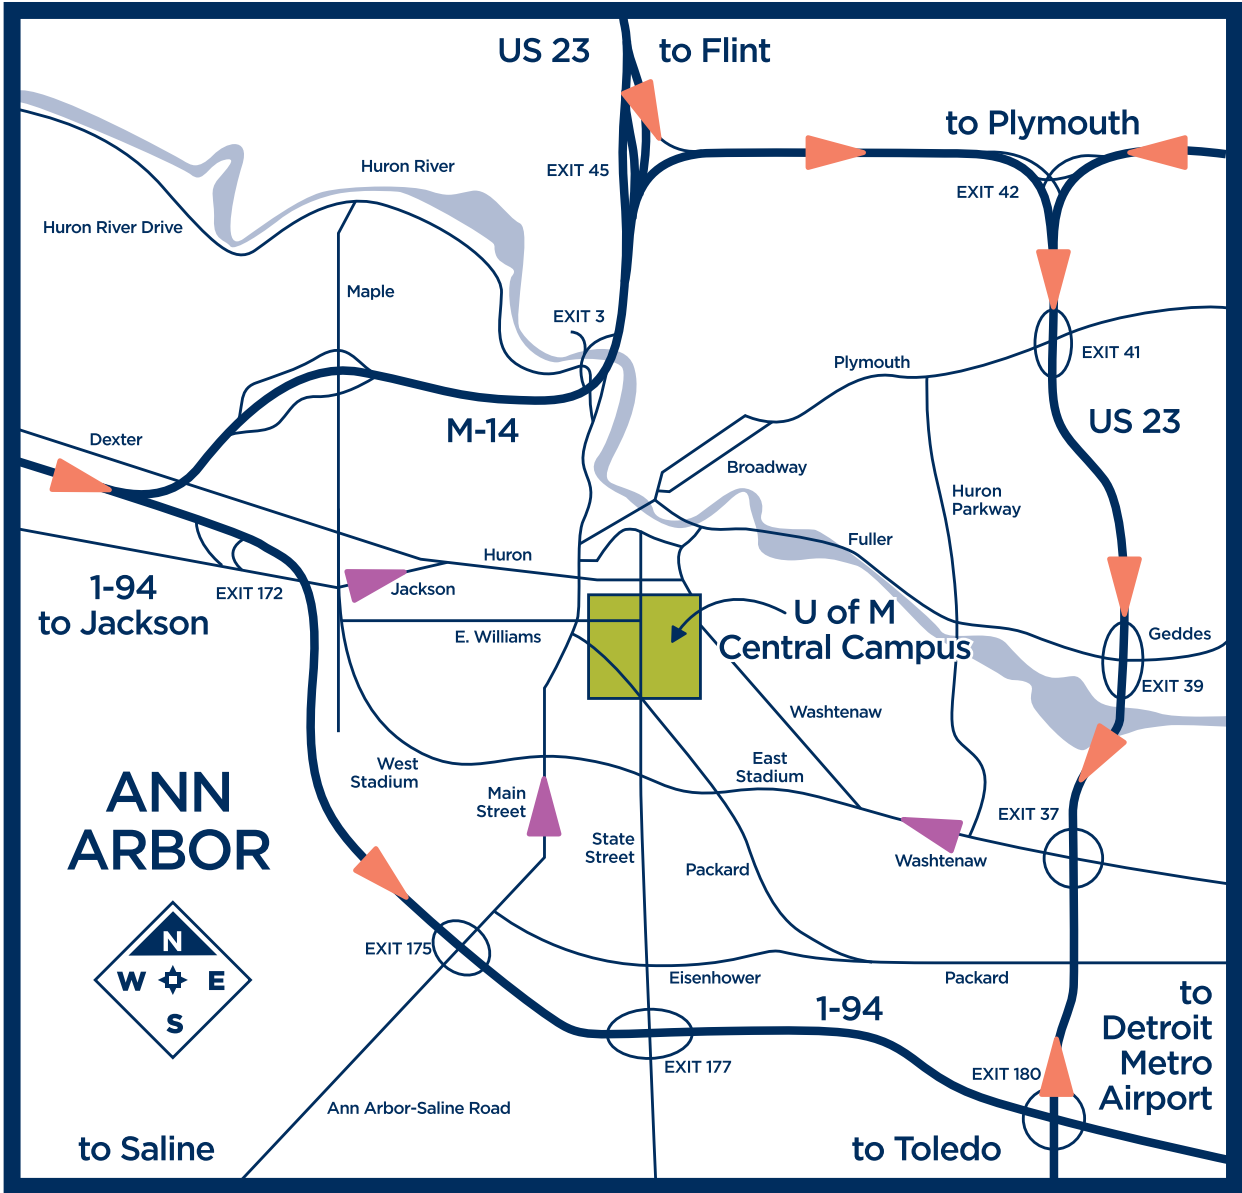 US 23
to Flint
to Plymouth
Huron River
EXIT 45
EXIT 42
Huron River Drive
Maple
EXIT 3
EXIT 41
Plymouth
US 23
M-14
Dexter
Broadway
Huron
Parkway
Fuller
Huron
1-94
to Jackson
EXIT 172
Jackson
U of M
Central Campus
E. Williams
Geddes
EXIT 39
Washtenaw
West
Stadium
East
Stadium
ANN
ARBOR
Main
Street
EXIT 37
State
Street
Packard
Washtenaw
N
W
E
S
EXIT 175
Eisenhower
Packard
1-94
to
Detroit
Metro
Airport
EXIT 177
EXIT 180
Ann Arbor-Saline Road
to Saline
to Toledo